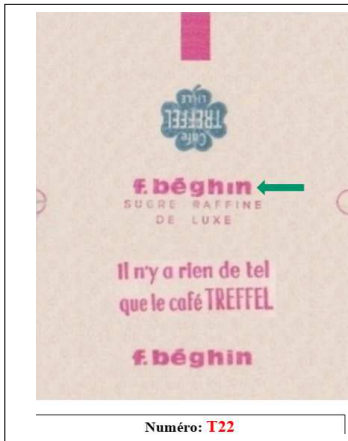 Café
TREFFEL
LILLE
f.béghin
SUCRE RAFFINE
DE LUXE
Il n'y a rien de tel
que le café TREFFEL
f.béghin
Numéro: T22